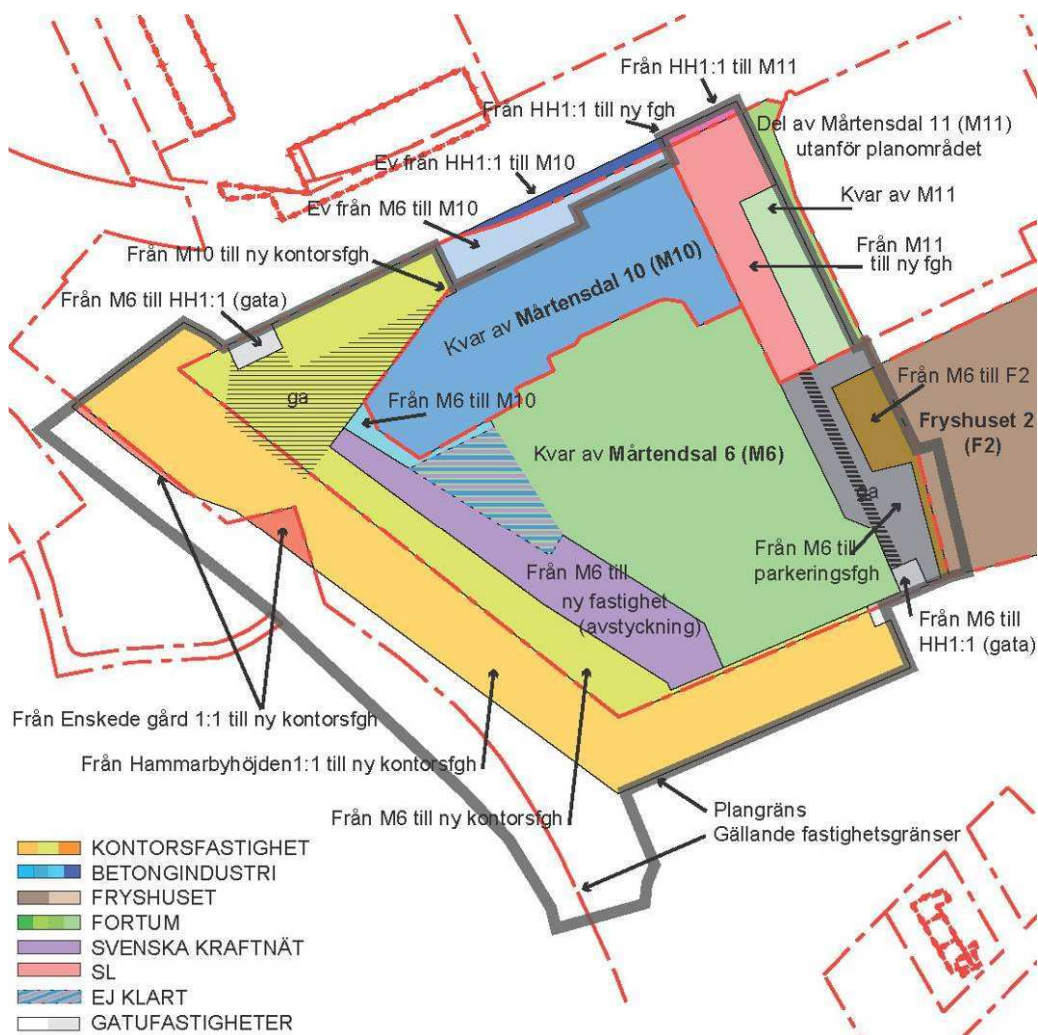 Från HH1:1 till M11
Från HH1:1 till ny fgh
Del av Mårtensdal 11 (M11)
utanför planområdet
Ev från HH1:1 till M10
Kvar av M11
Ev från M6 till M10
Från M11
till ny fgh
Från M10 till ny kontorsfgh
Från M6 till HH1:1 (gata)
Kvar av Mårtensdal 10 (M10)
ga
Från M6 till M10
Från M6 till F2
Fryshuset 2
(F2)
Kvar av Mårtendsal 6 (M6)
ga
Från M6 till
parkeringsfgh
Från M6 till
ny fastighet
(avstyckning)
Från M6 till
HH1:1 (gata)
Från Enskede gård 1:1 till ny kontorsfgh
Från Hammarbyhöjden1:1 till ny kontorsfgh
Från M6 till ny kontorsfgh
Plangräns
Gällande fastighetsgränser
KONTORSFASTIGHET
BETONGINDUSTRI
FRYSHUSET
FORTUM
SVENSKA KRAFTNÄT
SL
EJ KLART
GATUFASTIGHETER